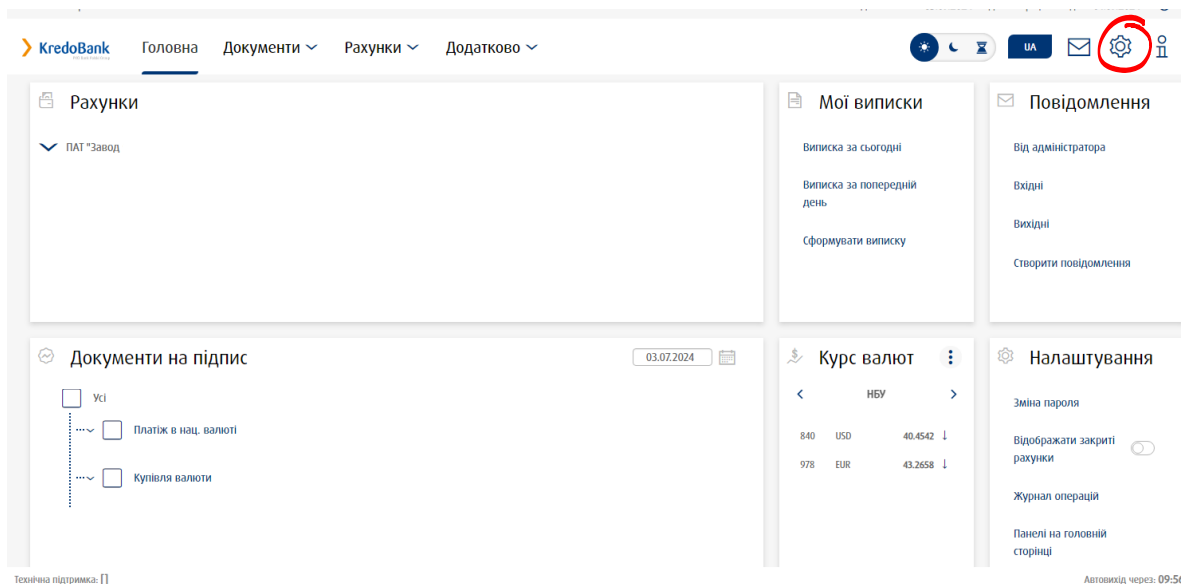 KredoBank
Головна
Документи
Рахунки
Додатково
UA
Рахунки
ПАТ "Завод
Мої виписки
Виписка за сьогодні
Виписка за попередній
день
Сформувати виписку
Повідомлення
Від адміністратора
Вхідні
Вихідні
Створити повідомлення
Документи на підпис
03.07.2024
Усі
Платіж в нац. валюті
Купівля валюти
Курс валют
НБУ
840 USD 40.4542 ↓
978 EUR 43.2658 ↓
Налаштування
Зміна пароля
Відображати закриті
рахунки
Журнал операцій
Панелі на головній
сторінці
Технічна підтримка: []
Автовихід через: 09:56